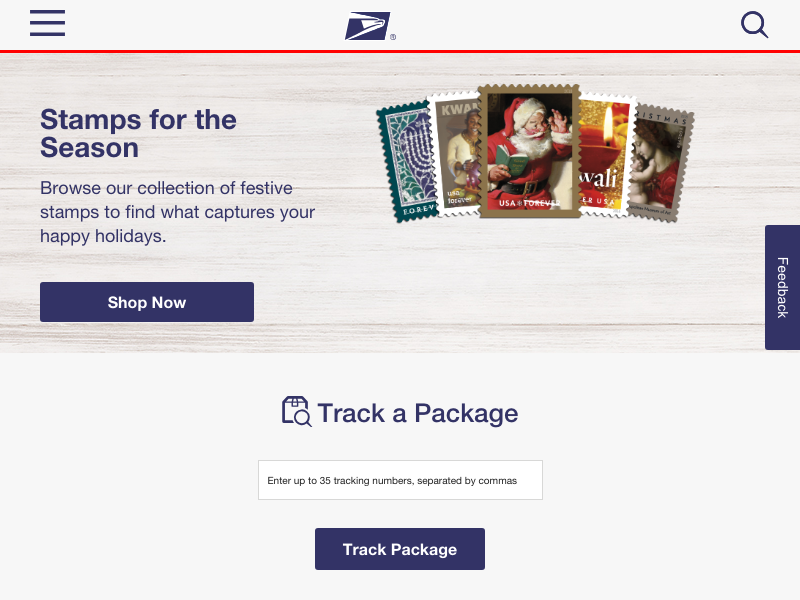 ®
Stamps for the
Season
Browse our collection of festive
stamps to find what captures your
happy holidays.
Shop Now
FOREV
KWAN
USA
forever
USA FOREVER
wali
ER USA
ISTMAS
Feedback
Track a Package
Enter up to 35 tracking numbers, separated by commas
Track Package